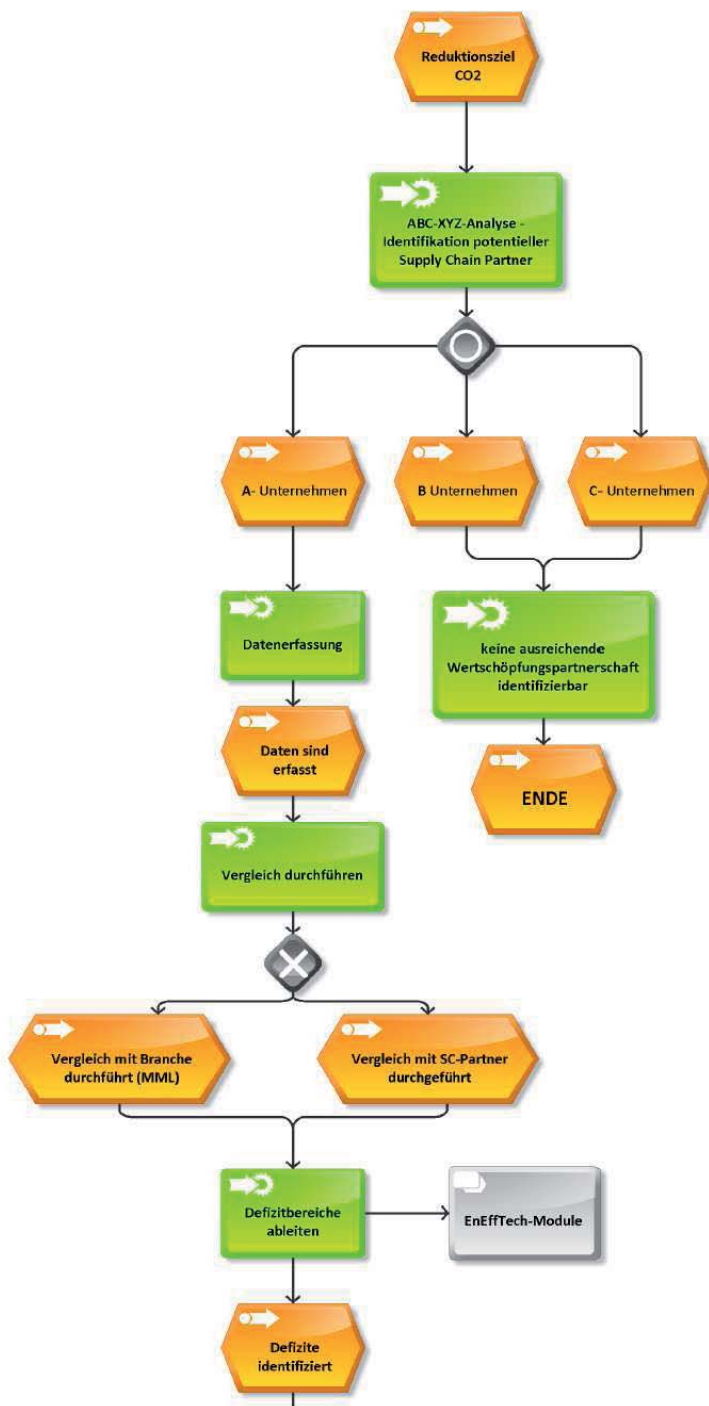 Reduktionsziel
CO2
ABC-XYZ-Analyse -
Identifikation potentieller
Supply Chain Partner
A- Unternehmen
B Unternehmen
C- Unternehmen
Datenerfassung
keine ausreichende
Wertschöpfungspartnerschaft
identifizierbar
Daten sind
erfasst
ENDE
Vergleich durchführen
Vergleich mit Branche
durchführt (MML)
Vergleich mit SC-Partner
durchgeführt
Defizitbereiche
ableiten
EnEffTech-Module
Defizite
identifiziert